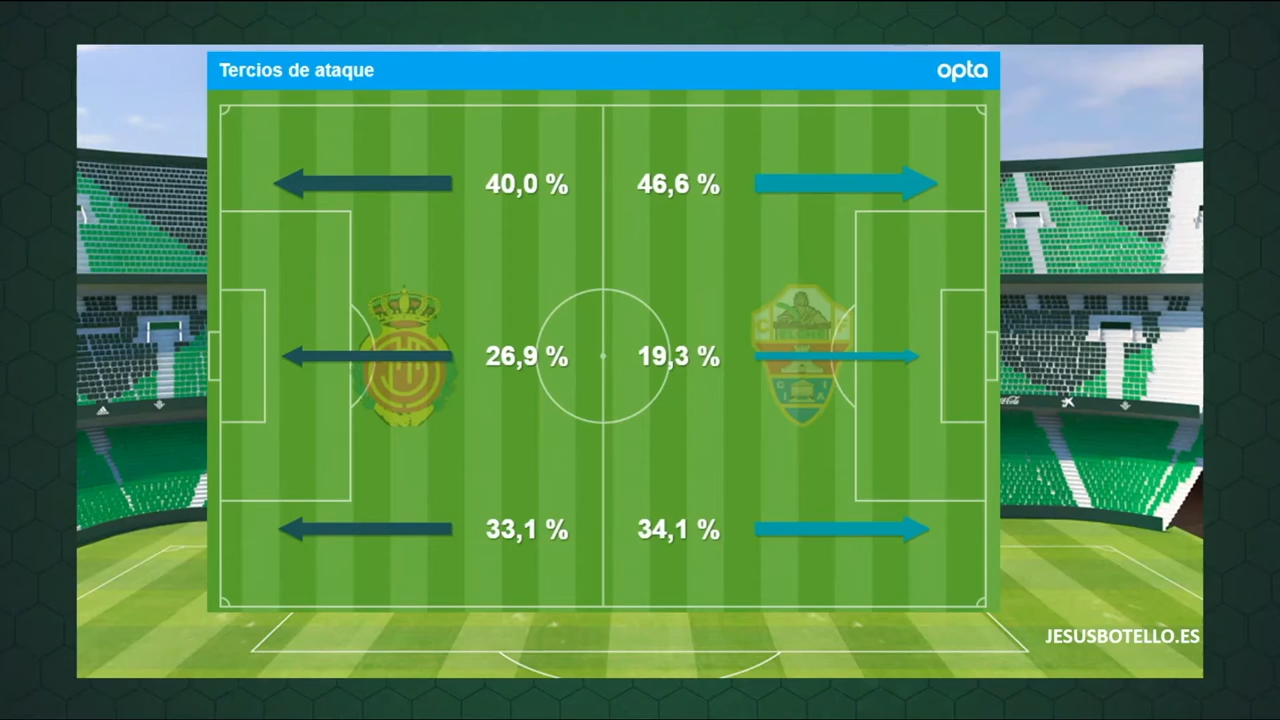 Tercios de ataque
opta
40,0 % 46,6 %
26,9 % 19,3 %
33,1 % 34,1 %
JESUSBOTELLO.ES